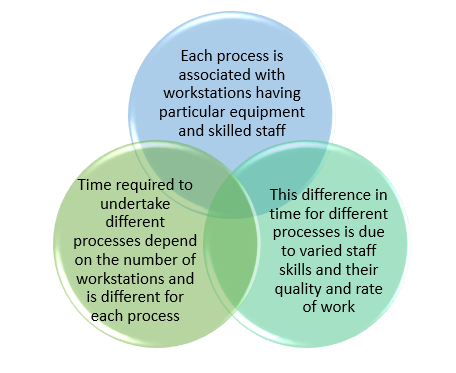 Each process is
associated with
workstations having
particular equipment
and skilled staff
Time required to
undertake
different
processes depend
on the number of
workstations and
is different for
each process
This difference in
time for different
processes is due
to varied staff
skills and their
quality and rate
of work